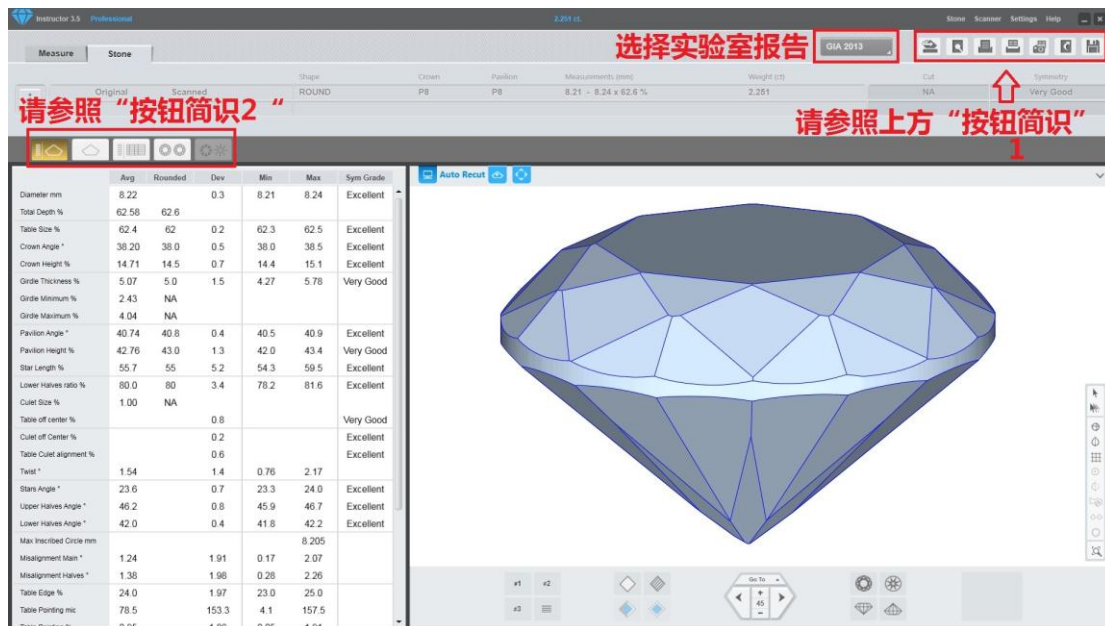 Instructor 3.5 Professional 2.251 ct. Stone Scanner Settings Help
Measure Stone 选择实验室报告 GIA 2013
Shape Crown Pavilion Measurements (mm) Weight (ct) Cut Symmetry
Original Scanned ROUND P8 P8 8.21 - 8.24 x 62.6 % 2.251 NA Very Good
请参照“按钮简识2“
请参照上方“按钮简识”
1
Avg Rounded Dev Min Max Sym Grade
Auto Recut
Diameter mm 8.22 0.3 8.21 8.24 Excellent
Total Depth % 62.58 62.6
Table Size % 62.4 62 0.2 62.3 62.5 Excellent
Crown Angle ° 38.20 38.0 0.5 38.0 38.5 Excellent
Crown Height % 14.71 14.5 0.7 14.4 15.1 Excellent
Girdle Thickness % 5.07 5.0 1.5 4.27 5.78 Very Good
Girdle Minimum % 2.43 NA
Girdle Maximum % 4.04 NA
Pavilion Angle ° 40.74 40.8 0.4 40.5 40.9 Excellent
Pavilion Height % 42.76 43.0 1.3 42.0 43.4 Very Good
Star Length % 55.7 55 5.2 54.3 59.5 Excellent
Lower Halves ratio % 80.0 80 3.4 78.2 81.6 Excellent
Culet Size % 1.00 NA
Table off center % 0.8 Very Good
Culet off Center % 0.2 Excellent
Table Culet alignment % 0.6 Excellent
Twist ° 1.54 1.4 0.76 2.17
Stars Angle ° 23.6 0.7 23.3 24.0 Excellent
Upper Halves Angle ° 46.2 0.8 45.9 46.7 Excellent
Lower Halves Angle ° 42.0 0.4 41.8 42.2 Excellent
Max Inscribed Circle mm 8.205
Misalignment Main ° 1.24 1.91 0.17 2.07
Misalignment Halves ° 1.38 1.98 0.28 2.26
Table Edge % 24.0 1.97 23.0 25.0
Table Pointing mic 78.5 153.3 4.1 157.5
#1 #2
#3
Go To
+
45
-